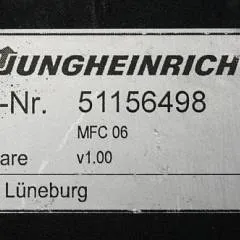 JUNGHEINRICH
-Nr. 51156498
MFC 06
are v1.00
Lüneburg